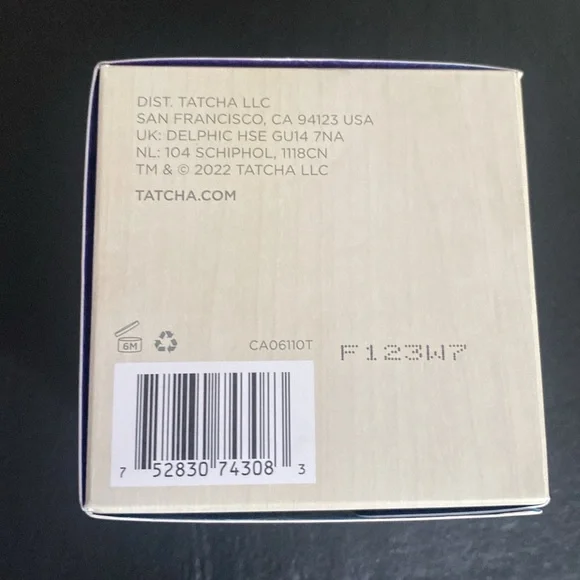 DIST. TATCHA LLC
SAN FRANCISCO, CA 94123 USA
UK: DELPHIC HSE GU14 7NA
NL: 104 SCHIPHOL, 1118CN
TM & © 2022 TATCHA LLC
TATCHA.COM
6M
CA06110T
F123W7
7 52830 74308 3